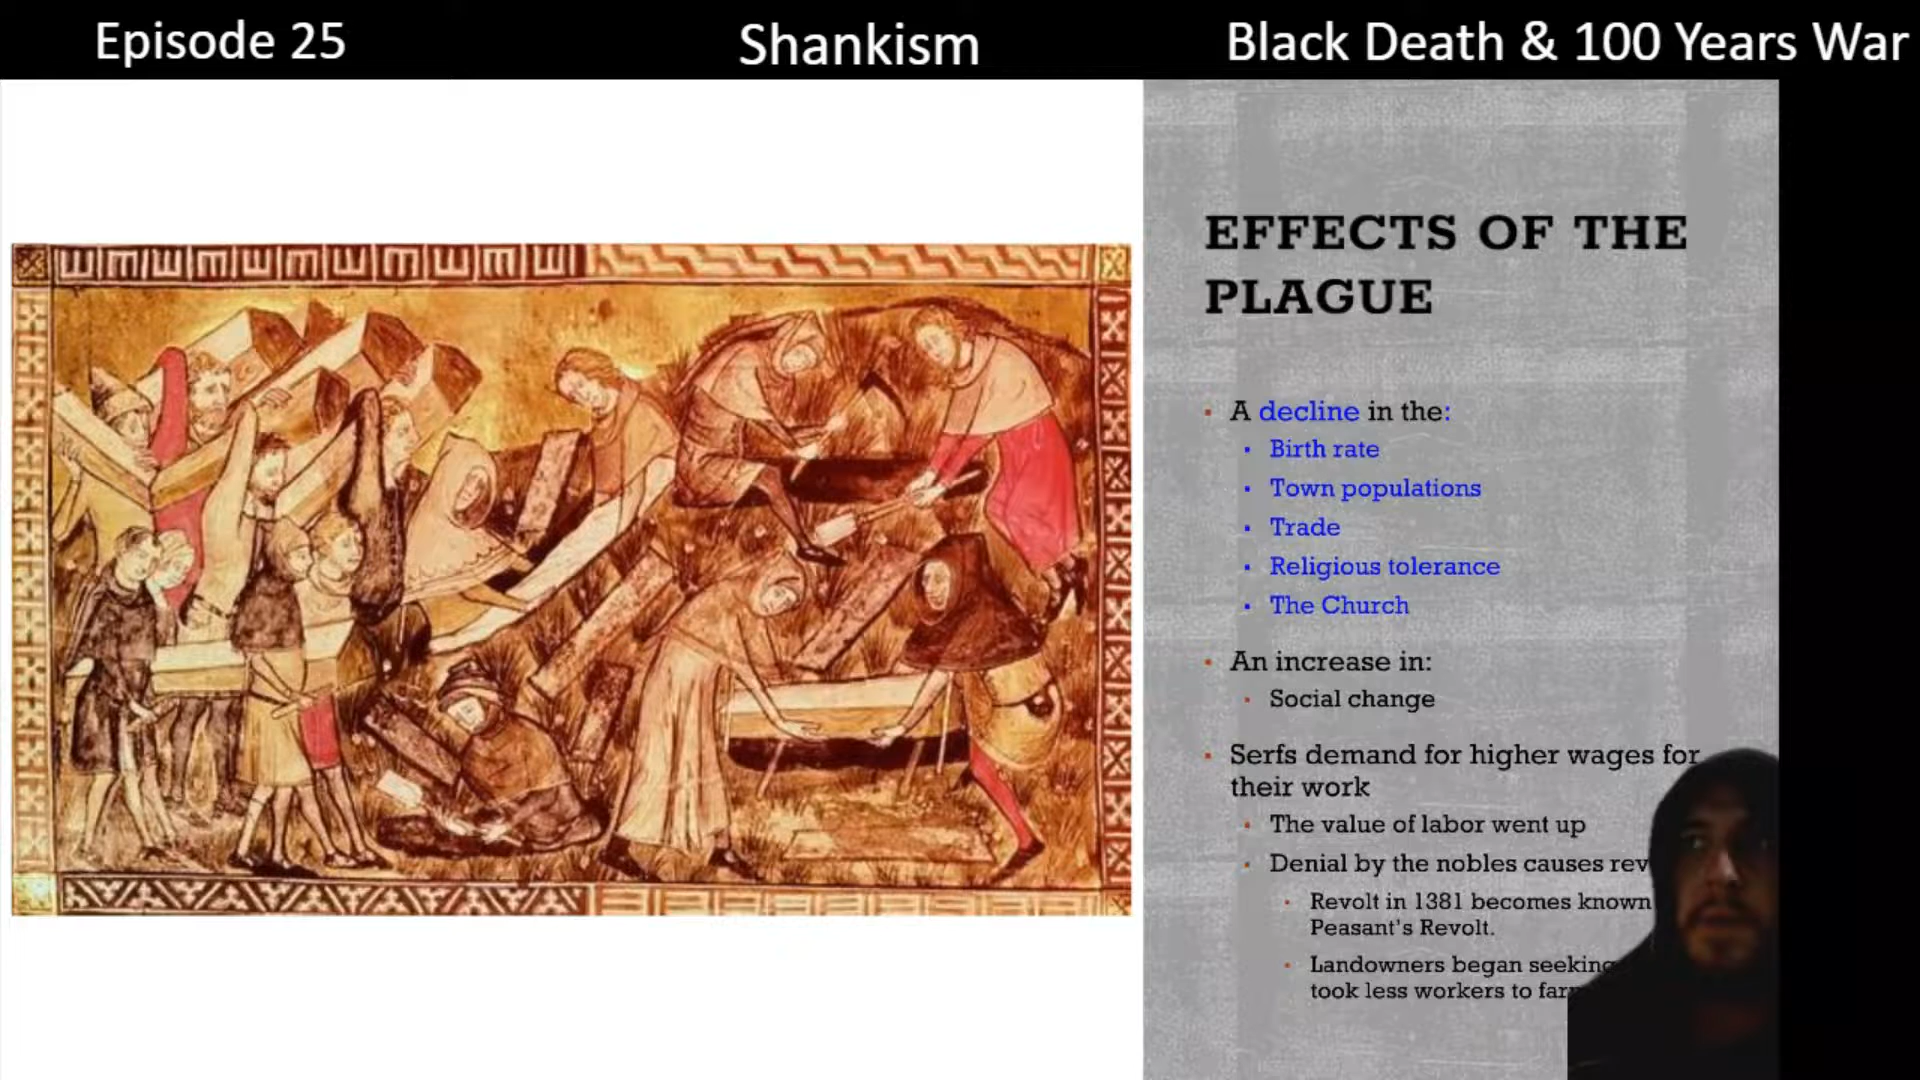 Episode 25
Shankism
Black Death & 100 Years War
EFFECTS OF THE
PLAGUE
A decline in the:
Birth rate
Town populations
Trade
Religious tolerance
The Church
An increase in:
Social change
Serfs demand for higher wages for
their work
The value of labor went up
Denial by the nobles causes
Revolt in 1381 becomes known
Peasant's Revolt.
Landowners began seeking
took less workers to